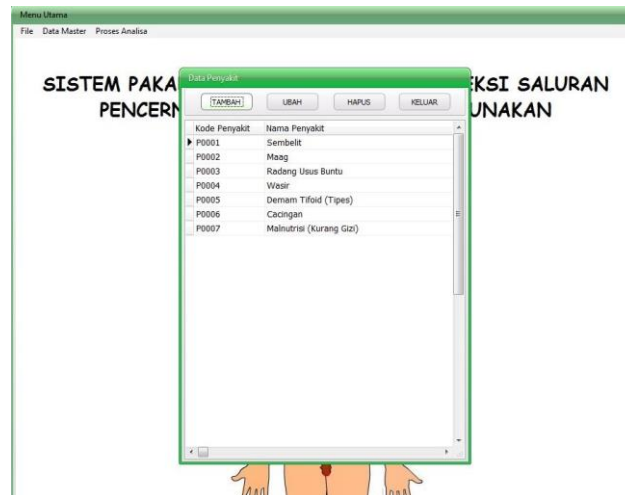 Menu Utama
File Data Master Proses Analisa
SISTEM PAKA
EKSI SALURAN
PENCERN
UNAKAN
Data Penyakit
TAMBAH UBAH HAPUS KELUAR
Kode Penyakit Nama Penyakit
P0001 Sembelit
P0002 Maag
P0003 Radang Usus Buntu
P0004 Wasir
P0005 Demam Tifoid (Tipes)
P0006 Cacingan
P0007 Malnutrisi (Kurang Gizi)